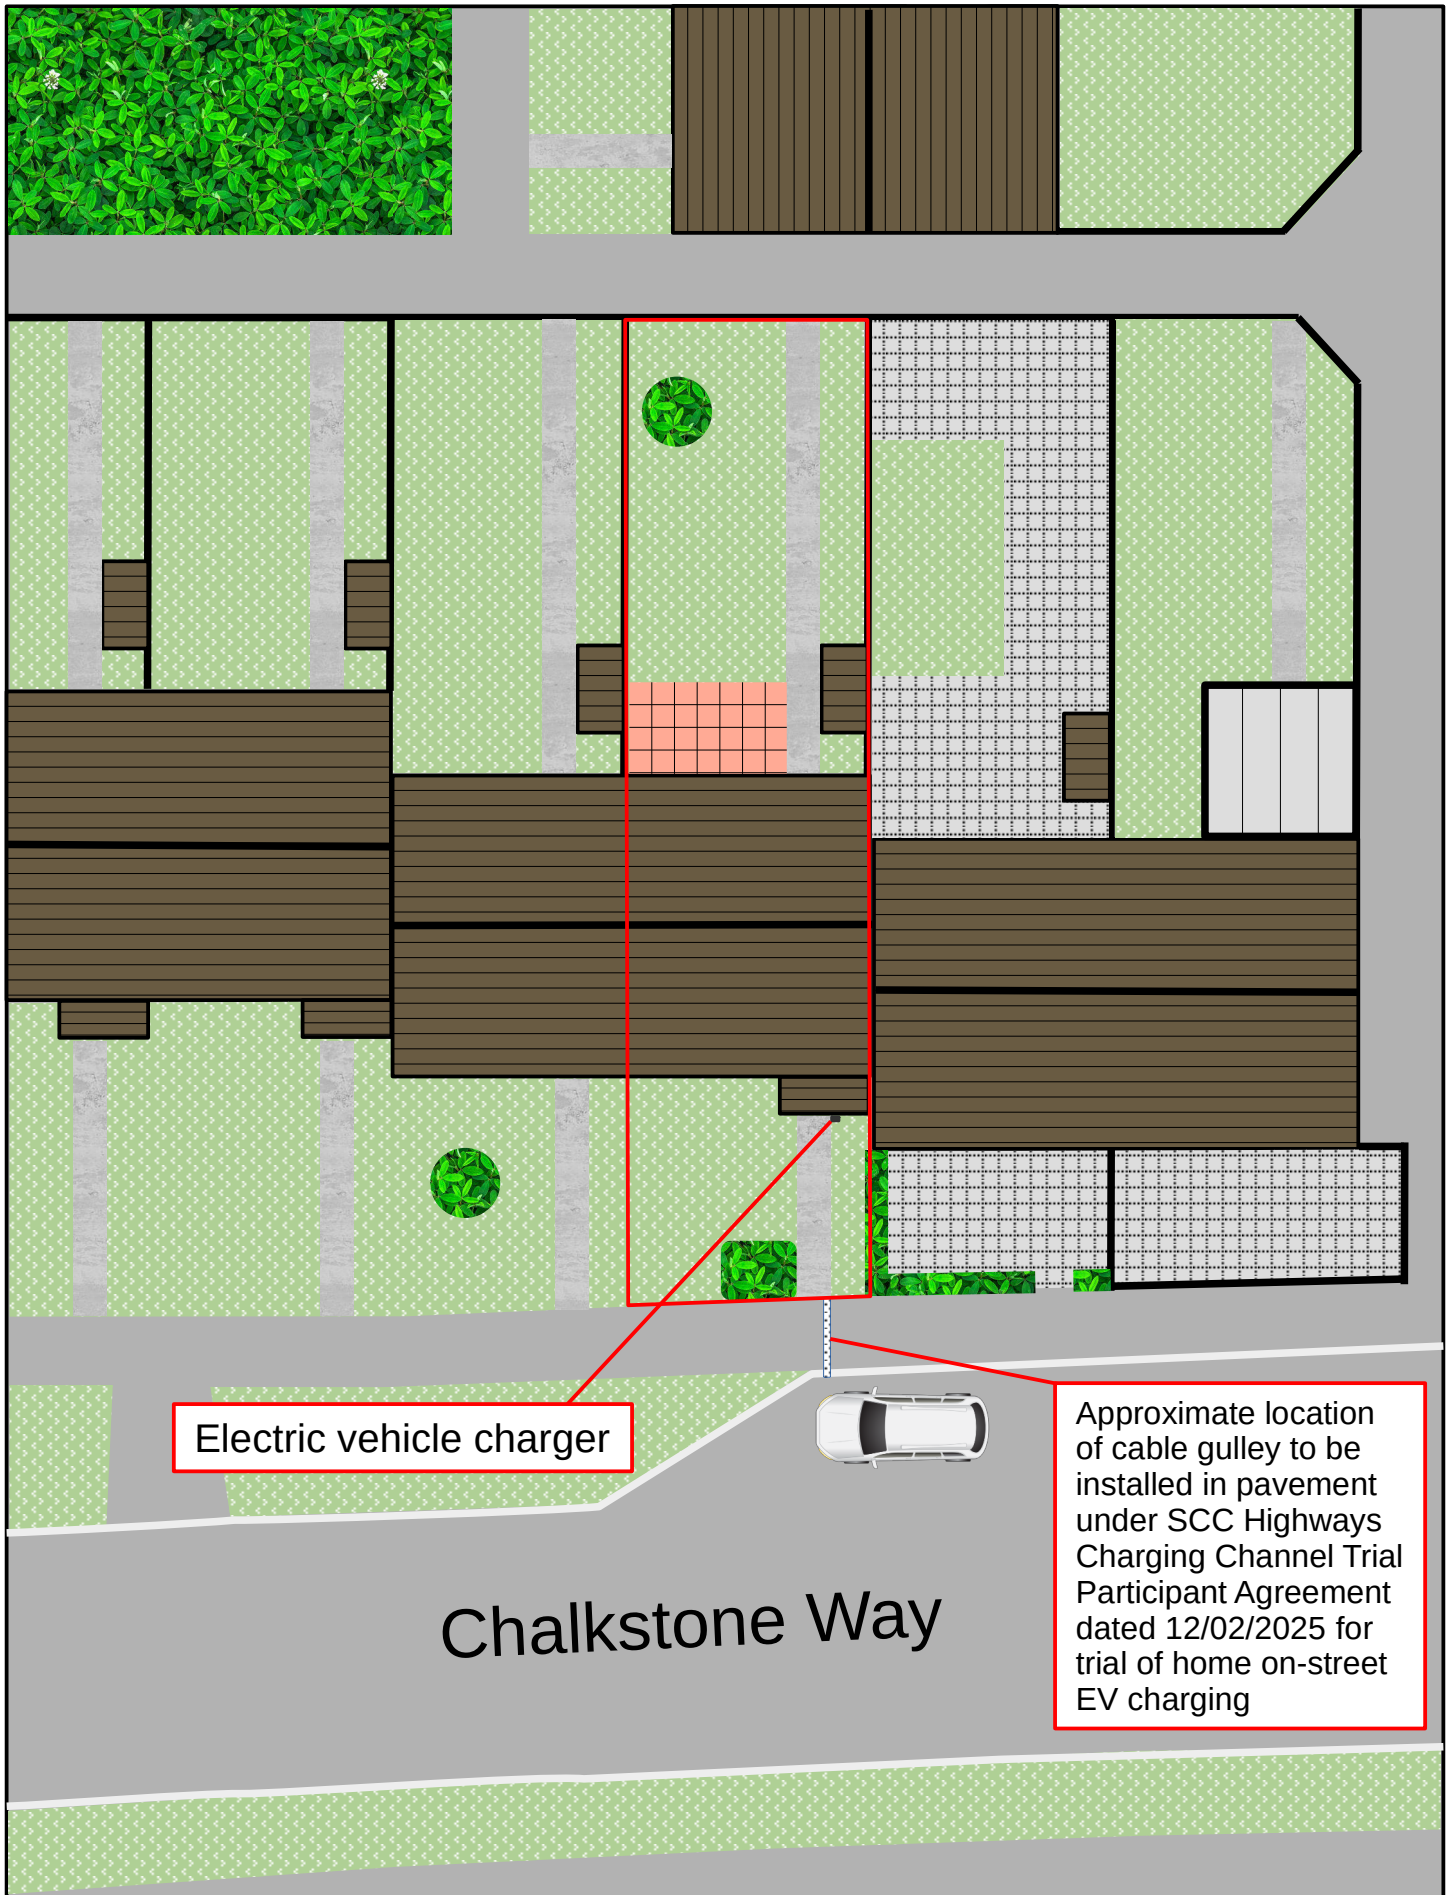 Electric vehicle charger
Approximate location
of cable gulley to be
installed in pavement
under SCC Highways
Charging Channel Trial
Participant Agreement
dated 12/02/2025 for
trial of home on-street
EV charging
Chalkstone Way